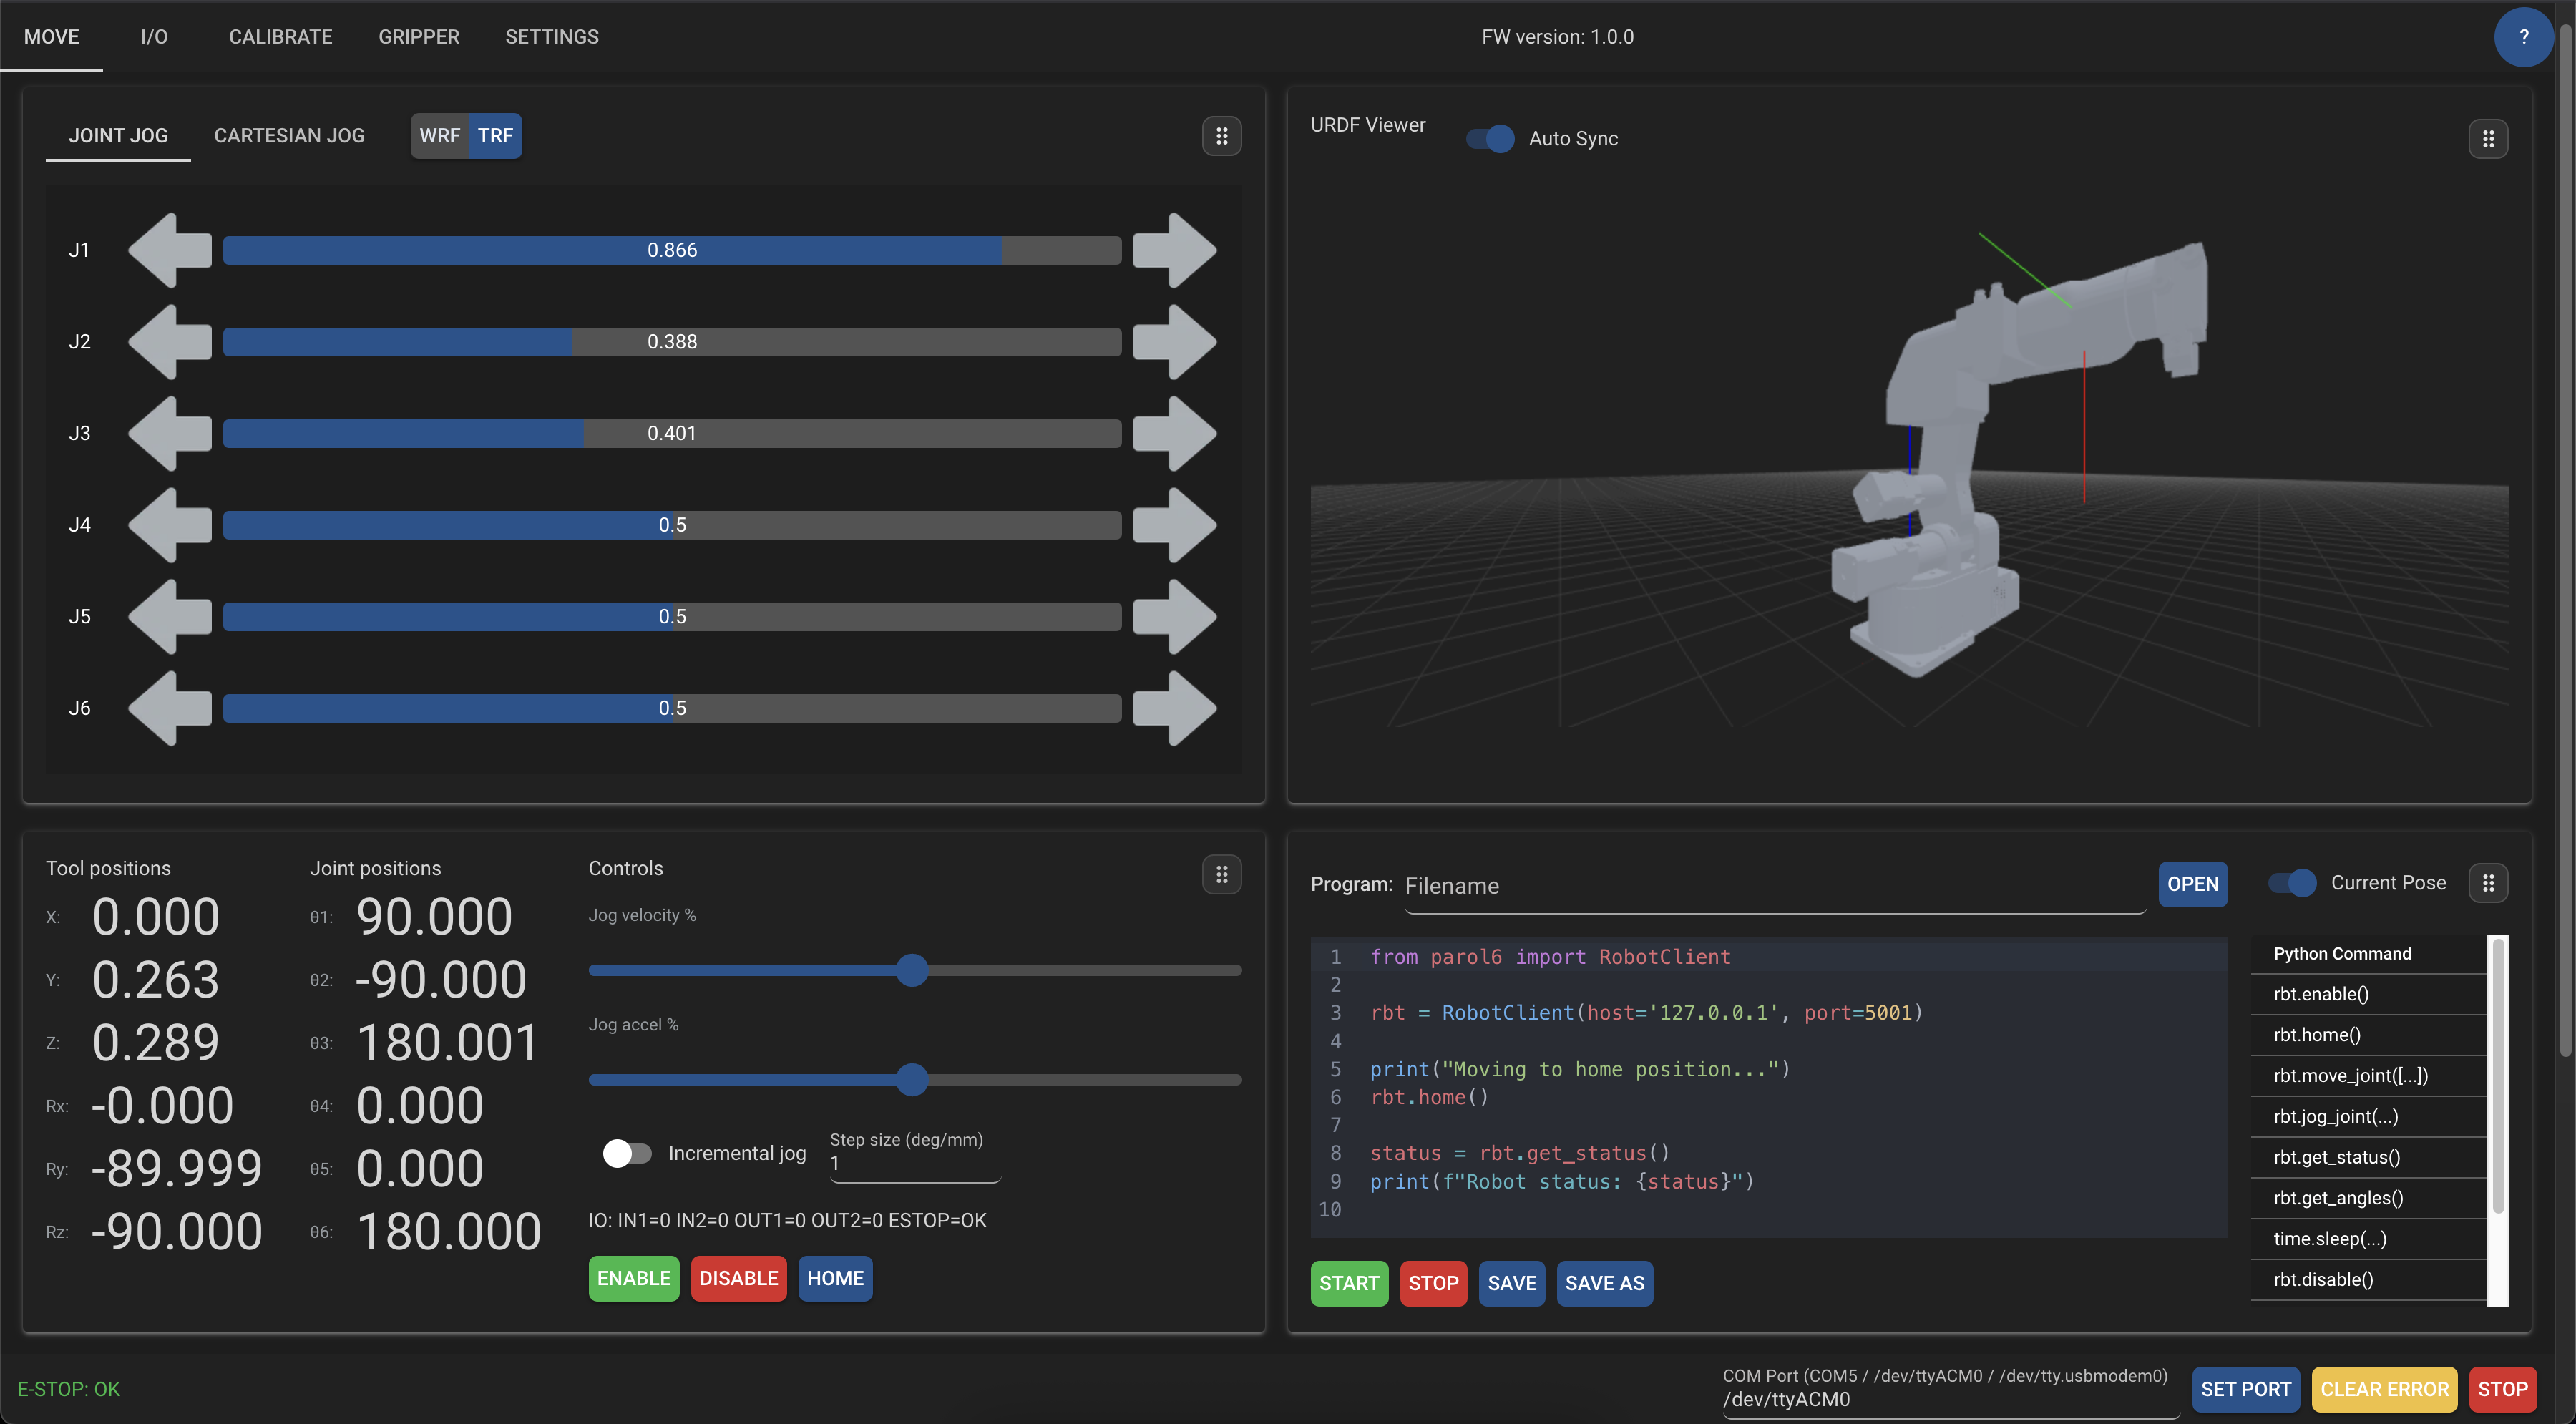 MOVE I/O CALIBRATE GRIPPER SETTINGS FW version: 1.0.0 ?
JOINT JOG CARTESIAN JOG WRF TRF
J1 0.866
J2 0.388
J3 0.401
J4 0.5
J5 0.5
J6 0.5
URDF Viewer Auto Sync
Tool positions
X: 0.000
Y: 0.263
Z: 0.289
Rx: -0.000
Ry: -89.999
Rz: -90.000
Joint positions
θ1: 90.000
θ2: -90.000
θ3: 180.001
θ4: 0.000
θ5: 0.000
θ6: 180.000
Controls
Jog velocity %
Jog accel %
Incremental jog
Step size (deg/mm)
1
IO: IN1=0 IN2=0 OUT1=0 OUT2=0 ESTOP=OK
ENABLE DISABLE HOME
Program: Filename OPEN Current Pose
1 from parol6 import RobotClient
2
3 rbt = RobotClient(host='127.0.0.1', port=5001)
4
5 print("Moving to home position...")
6 rbt.home()
7
8 status = rbt.get_status()
9 print(f"Robot status: {status}")
10
START STOP SAVE SAVE AS
Python Command
rbt.enable()
rbt.home()
rbt.move_joint([...])
rbt.jog_joint(...)
rbt.get_status()
rbt.get_angles()
time.sleep(...)
rbt.disable()
E-STOP: OK
COM Port (COM5 / /dev/ttyACM0 / /dev/tty.usbmodem0)
/dev/ttyACM0
SET PORT CLEAR ERROR STOP